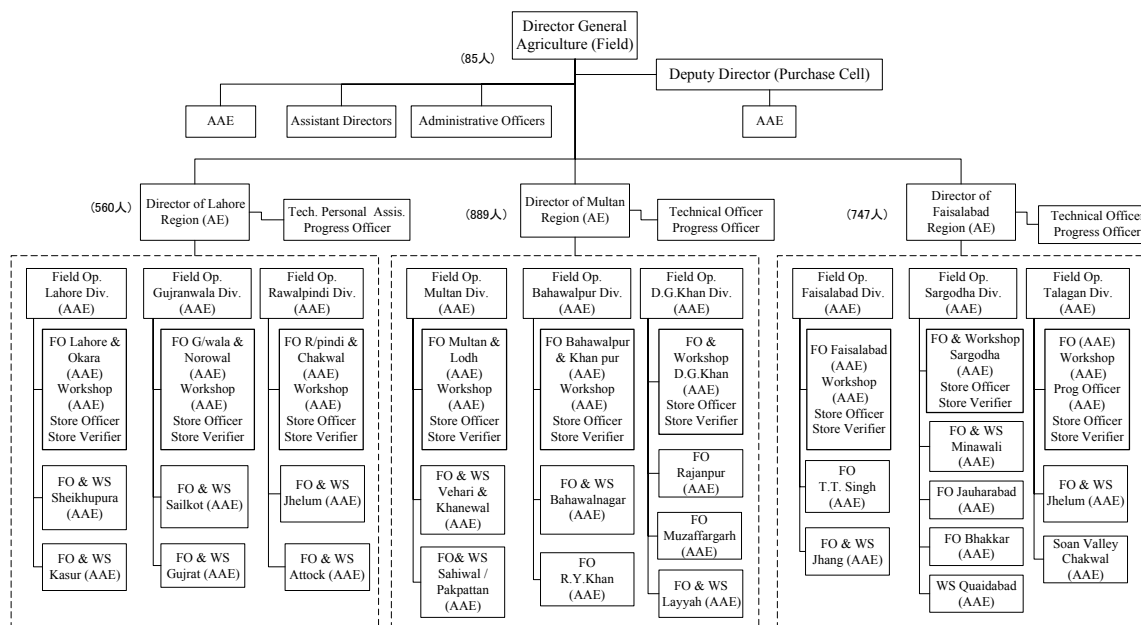 Director General
Agriculture (Field)
(85人)
Deputy Director (Purchase Cell)
AAE
Assistant Directors
Administrative Officers
AAE
(560人)
Director of Lahore
Region (AE)
Tech. Personal Assis.
Progress Officer
(889人)
Director of Multan
Region (AE)
Technical Officer
Progress Officer
(747人)
Director of
Faisalabad
Region (AE)
Technical Officer
Progress Officer
Field Op.
Lahore Div.
(AAE)
FO Lahore &
Okara (AAE)
Workshop
(AAE)
Store Officer
Store Verifier
FO & WS
Sheikhupura
(AAE)
FO & WS
Kasur (AAE)
Field Op.
Gujranwala Div.
(AAE)
FO G/wala &
Norowal (AAE)
Workshop
(AAE)
Store Officer
Store Verifier
FO & WS
Sailkot (AAE)
FO & WS
Gujrat (AAE)
Field Op.
Rawalpindi Div.
(AAE)
FO R/pindi &
Chakwal (AAE)
Workshop
(AAE)
Store Officer
Store Verifier
FO & WS
Jhelum (AAE)
FO & WS
Attock (AAE)
Field Op.
Multan Div.
(AAE)
FO Multan &
Lodh (AAE)
Workshop
(AAE)
Store Officer
Store Verifier
FO & WS
Vehari &
Khanewal
(AAE)
FO& WS
Sahiwal /
Pakpattan
(AAE)
Field Op.
Bahawalpur Div.
(AAE)
FO Bahawalpur
& Khan pur
(AAE)
Workshop
(AAE)
Store Officer
Store Verifier
FO & WS
Bahawalnagar
(AAE)
FO
R.Y.Khan
(AAE)
Field Op.
D.G.Khan Div.
(AAE)
FO &
Workshop
D.G.Khan
(AAE)
Store Officer
Store Verifier
FO
Rajanpur
(AAE)
FO
Muzaffargarh
(AAE)
FO & WS
Layyah (AAE)
Field Op.
Faisalabad Div.
(AAE)
FO Faisalabad
(AAE)
Workshop
(AAE)
Store Officer
Store Verifier
FO
T.T. Singh
(AAE)
FO & WS
Jhang (AAE)
Field Op.
Sargodha Div.
(AAE)
FO & Workshop
Sargodha
(AAE)
Store Officer
Store Verifier
FO & WS
Minawali
(AAE)
FO Jauharabad
(AAE)
FO Bhakkar
(AAE)
WS Quaidabad
(AAE)
Field Op.
Talagan Div.
(AAE)
FO (AAE)
Workshop
(AAE)
Prog Officer
(AAE)
Store Officer
Store Verifier
FO & WS
Jhelum (AAE)
Soan Valley
Chakwal
(AAE)